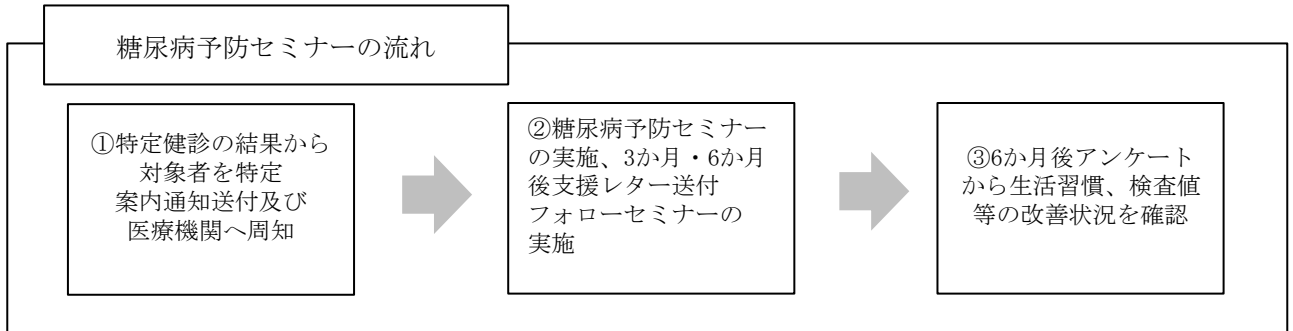 糖尿病予防セミナーの流れ
①特定健診の結果から
対象者を特定
案内通知送付及び
医療機関へ周知
②糖尿病予防セミナー
の実施、3か月・6か月
後支援レター送付
フォローセミナーの
実施
③6か月後アンケート
から生活習慣、検査値
等の改善状況を確認